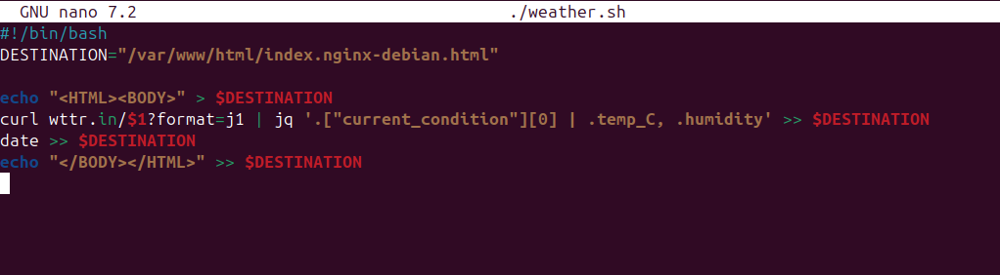 GNU nano 7.2 ./weather.sh
#!/bin/bash
DESTINATION="/var/www/html/index.nginx-debian.html"
echo "<HTML><BODY>" > $DESTINATION
curl wttr.in/$1?format=j1 | jq '.["current_condition"][0] | .temp_C, .humidity' >> $DESTINATION
date >> $DESTINATION
echo "</BODY></HTML>" >> $DESTINATION